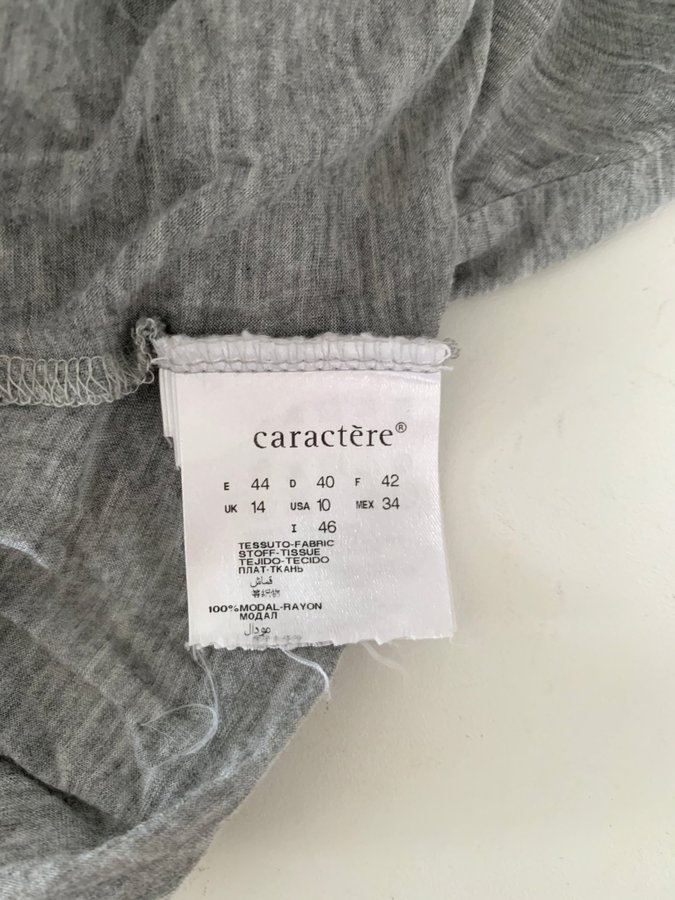 caractēre®
E 44 D 40 F 42
UK 14 USA 10 MEX 34
I 46
TESSUTO-FABRIC
STOFF-TISSUE
TEJIDO-TECIDO
ПЛАТ-ТКАНЬ
قماش
100%MODAL-RAYON
МОДАЛ
مودال